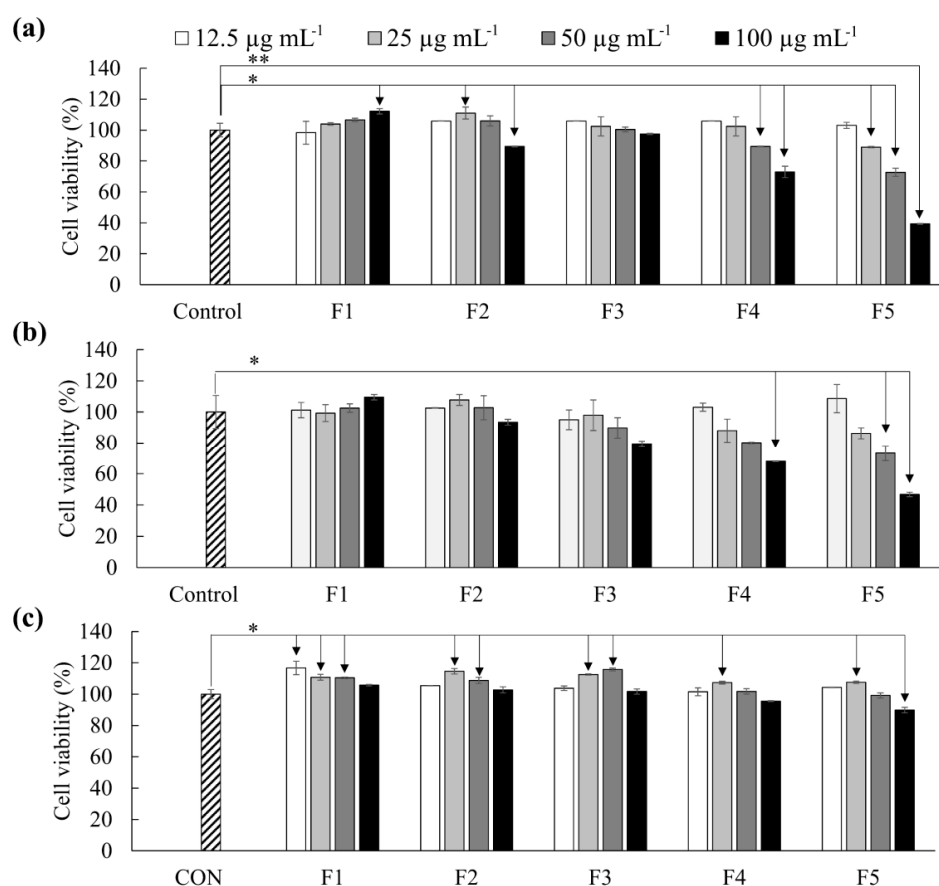 (a)
12.5 µg mL⁻¹ 25 µg mL⁻¹ 50 µg mL⁻¹ 100 µg mL⁻¹
**
*
Cell viability (%)
140
120
100
80
60
40
20
0
Control F1 F2 F3 F4 F5
(b)
*
Cell viability (%)
140
120
100
80
60
40
20
0
Control F1 F2 F3 F4 F5
(c)
*
Cell viability (%)
140
120
100
80
60
40
20
0
CON F1 F2 F3 F4 F5